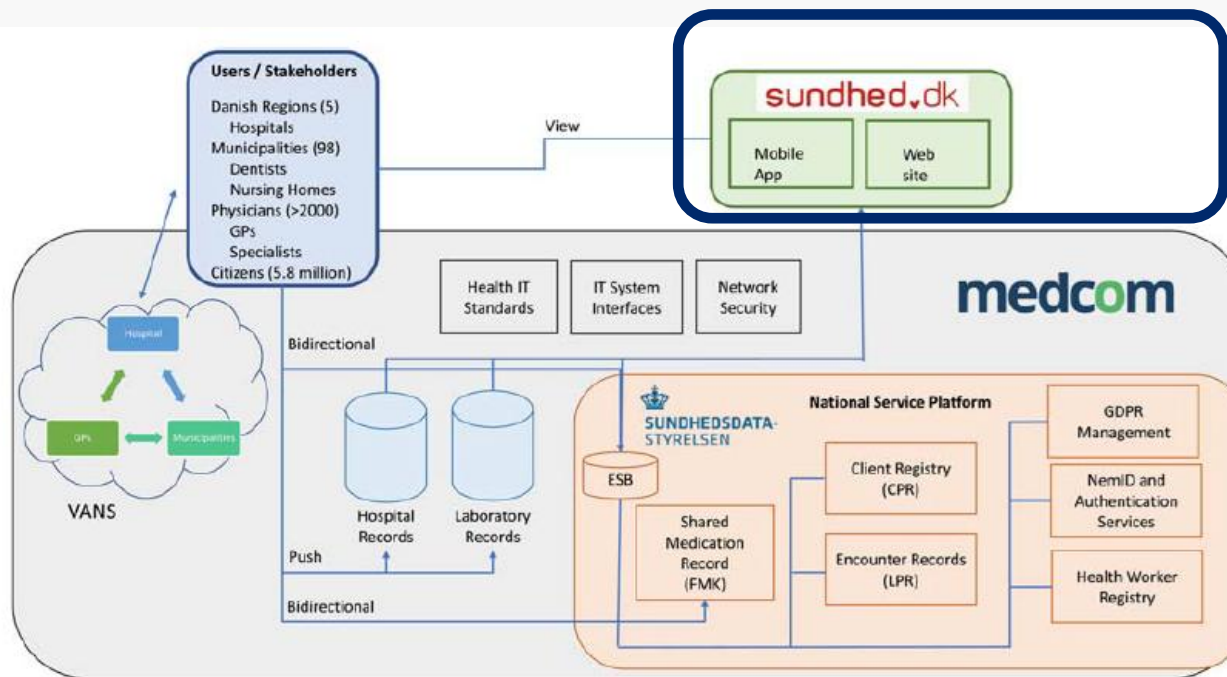 Users / Stakeholders
Danish Regions (5)
Hospitals
Municipalities (98)
Dentists
Nursing Homes
Physicians (>2000)
GPs
Specialists
Citizens (5.8 million)
View
sundhed.dk
Mobile
App
Web
site
Health IT
Standards
IT System
Interfaces
Network
Security
medcom
Hospital
GPs
Municipalities
VANS
Bidirectional
Hospital
Records
Laboratory
Records
Push
Bidirectional
SUNDHEDSDATA-
STYRELSEN
National Service Platform
ESB
Shared
Medication
Record
(FMK)
Client Registry
(CPR)
Encounter Records
(LPR)
GDPR
Management
NemID and
Authentication
Services
Health Worker
Registry